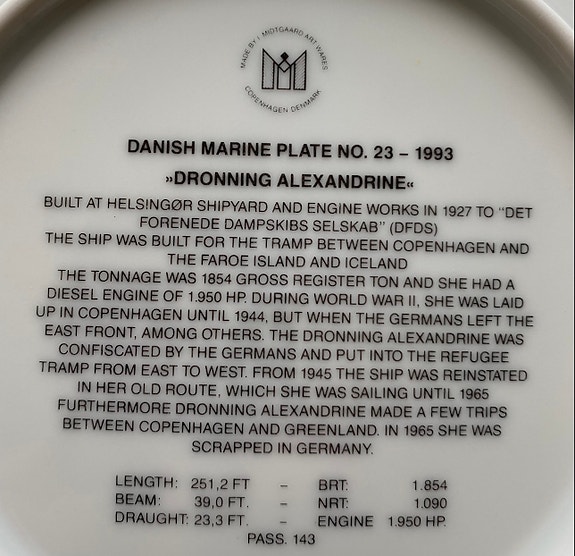 MADE BY I MIDTGAARD ART WARES
COPENHAGEN DENMARK
DANISH MARINE PLATE NO. 23 – 1993
»DRONNING ALEXANDRINE«
BUILT AT HELSINGØR SHIPYARD AND ENGINE WORKS IN 1927 TO "DET
FORENEDE DAMPSKIBS SELSKAB" (DFDS)
THE SHIP WAS BUILT FOR THE TRAMP BETWEEN COPENHAGEN AND
THE FAROE ISLAND AND ICELAND
THE TONNAGE WAS 1854 GROSS REGISTER TON AND SHE HAD A
DIESEL ENGINE OF 1.950 HP. DURING WORLD WAR II, SHE WAS LAID
UP IN COPENHAGEN UNTIL 1944, BUT WHEN THE GERMANS LEFT THE
EAST FRONT, AMONG OTHERS. THE DRONNING ALEXANDRINE WAS
CONFISCATED BY THE GERMANS AND PUT INTO THE REFUGEE
TRAMP FROM EAST TO WEST. FROM 1945 THE SHIP WAS REINSTATED
IN HER OLD ROUTE, WHICH SHE WAS SAILING UNTIL 1965
FURTHERMORE DRONNING ALEXANDRINE MADE A FEW TRIPS
BETWEEN COPENHAGEN AND GREENLAND. IN 1965 SHE WAS
SCRAPPED IN GERMANY.
LENGTH: 251,2 FT – BRT: 1.854
BEAM: 39,0 FT. – NRT: 1.090
DRAUGHT: 23,3 FT. – ENGINE 1.950 HP.
PASS. 143